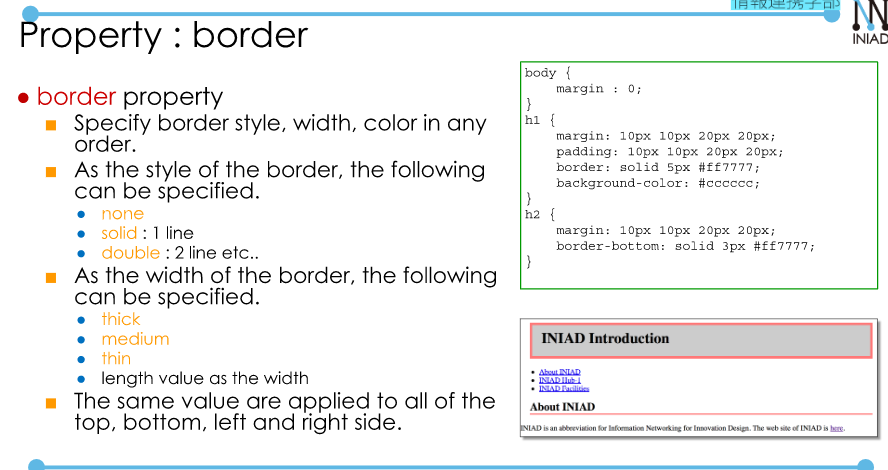 情報連携学部
Property : border
INIAD
● border property
■ Specify border style, width, color in any
order.
■ As the style of the border, the following
can be specified.
● none
● solid : 1 line
● double : 2 line etc..
■ As the width of the border, the following
can be specified.
● thick
● medium
● thin
● length value as the width
■ The same value are applied to all of the
top, bottom, left and right side.
body {
margin : 0;
}
h1 {
margin: 10px 10px 20px 20px;
padding: 10px 10px 20px 20px;
border: solid 5px #ff7777;
background-color: #cccccc;
}
h2 {
margin: 10px 10px 20px 20px;
border-bottom: solid 3px #ff7777;
}
INIAD Introduction
• About INIAD
• INIAD Hub-1
• INIAD Facilities
About INIAD
INIAD is an abbreviation for Information Networking for Innovation Design. The web site of INIAD is here.